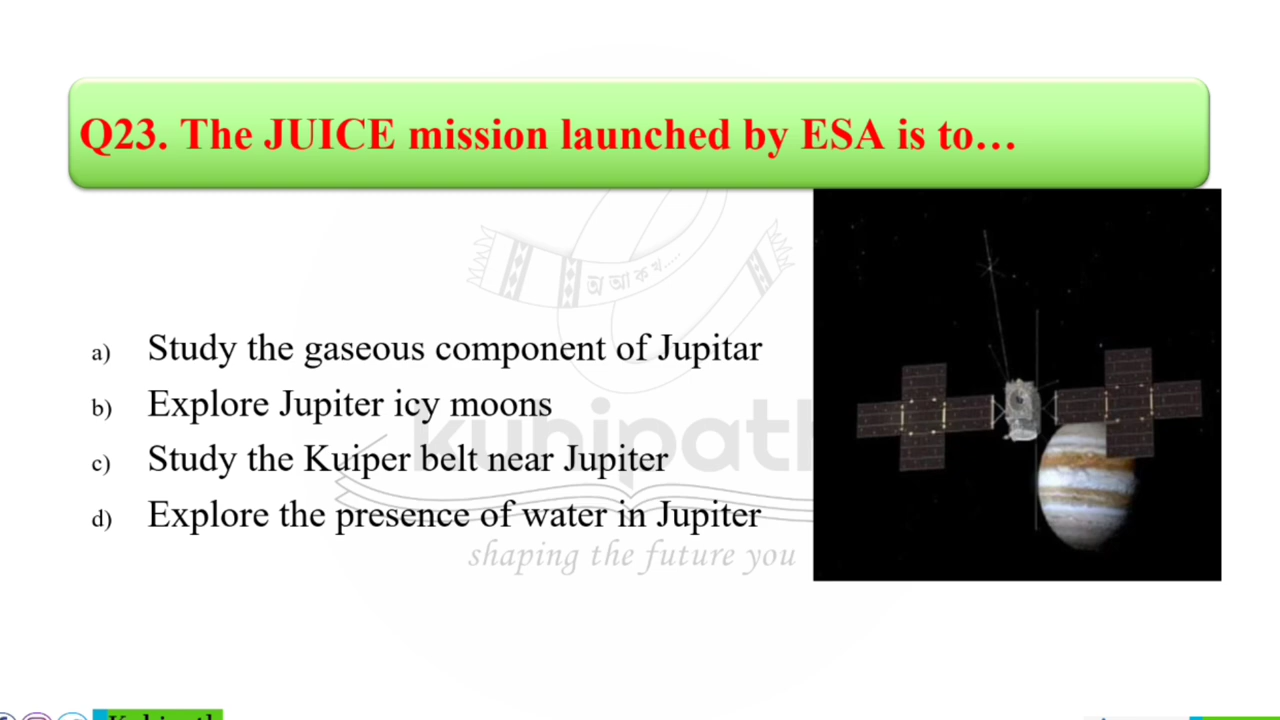 Q23. The JUICE mission launched by ESA is to…
অ আ ক খ.....
a) Study the gaseous component of Jupitar
b) Explore Jupiter icy moons
c) Study the Kuiper belt near Jupiter
d) Explore the presence of water in Jupiter
shaping the future you